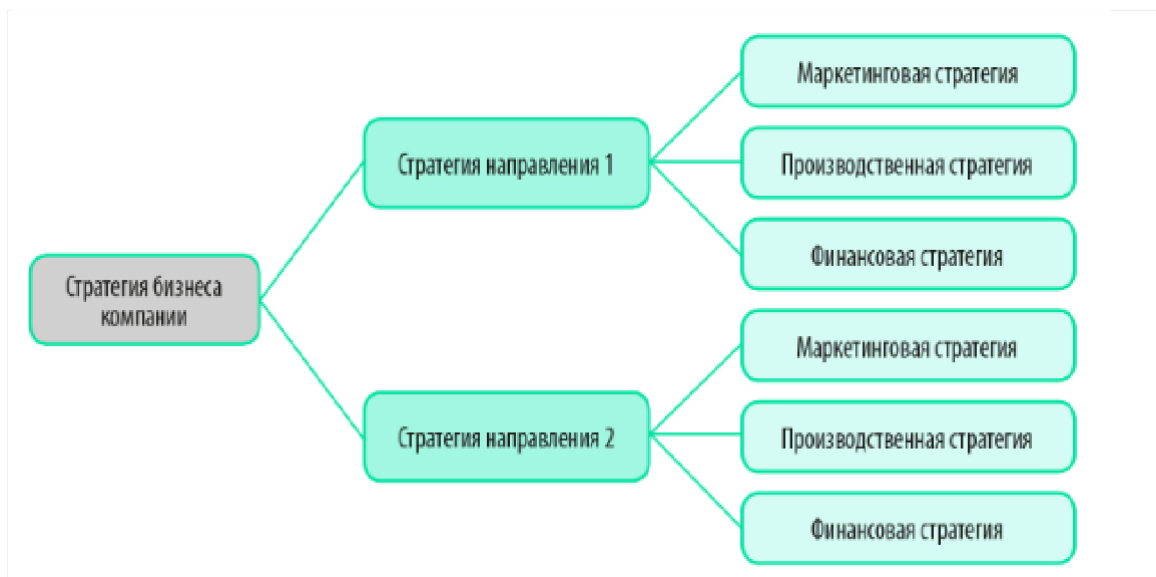 Маркетинговая стратегия
Стратегия направления 1
Производственная стратегия
Финансовая стратегия
Стратегия бизнеса
компании
Маркетинговая стратегия
Стратегия направления 2
Производственная стратегия
Финансовая стратегия